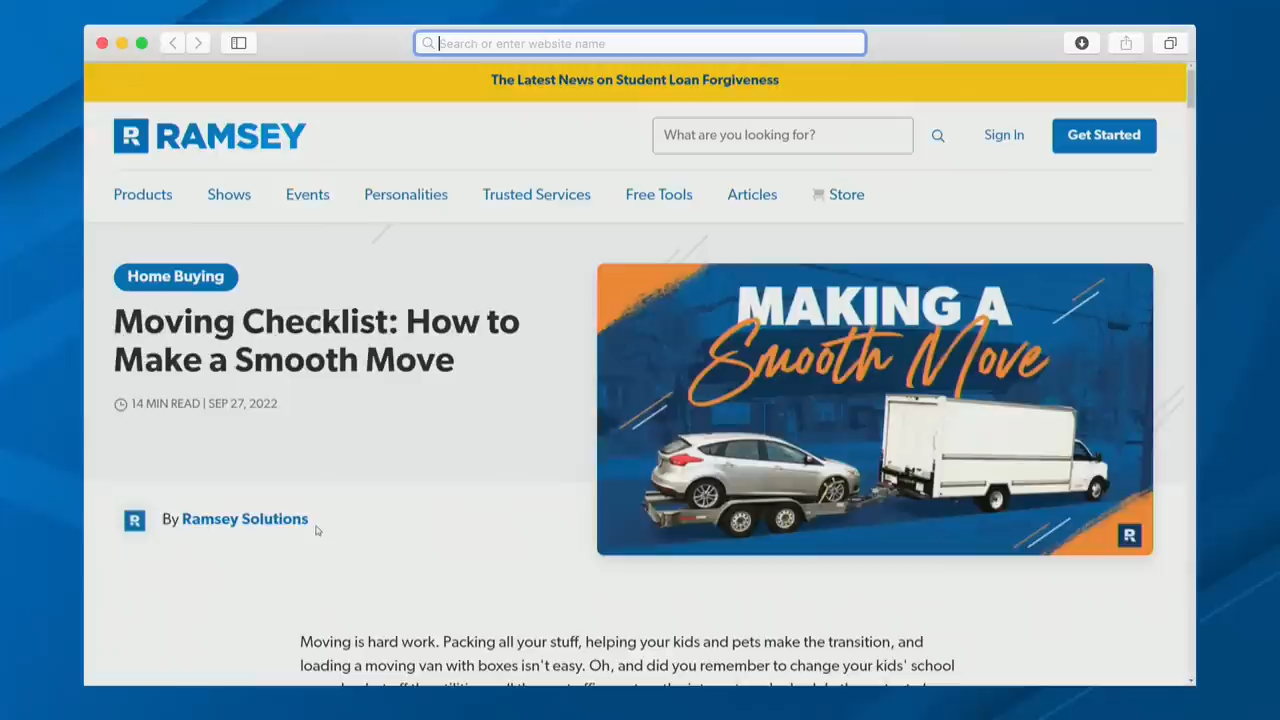 Search or enter website name
The Latest News on Student Loan Forgiveness
R RAMSEY
What are you looking for?
Sign In
Get Started
Products
Shows
Events
Personalities
Trusted Services
Free Tools
Articles
Store
Home Buying
Moving Checklist: How to
Make a Smooth Move
14 MIN READ | SEP 27, 2022
MAKING A
Smooth Move
R
R
By Ramsey Solutions
Moving is hard work. Packing all your stuff, helping your kids and pets make the transition, and
loading a moving van with boxes isn't easy. Oh, and did you remember to change your kids' school